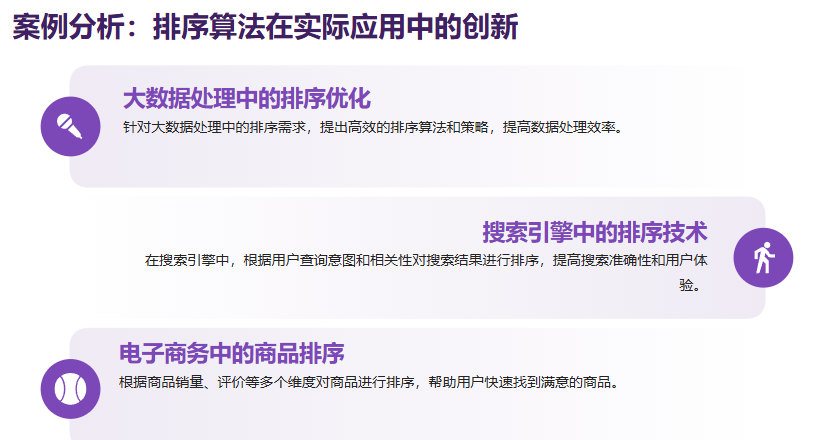 案例分析：排序算法在实际应用中的创新
大数据处理中的排序优化
针对大数据处理中的排序需求，提出高效的排序算法和策略，提高数据处理效率。
搜索引擎中的排序技术
在搜索引擎中，根据用户查询意图和相关性对搜索结果进行排序，提高搜索准确性和用户体
验。
电子商务中的商品排序
根据商品销量、评价等多个维度对商品进行排序，帮助用户快速找到满意的商品。